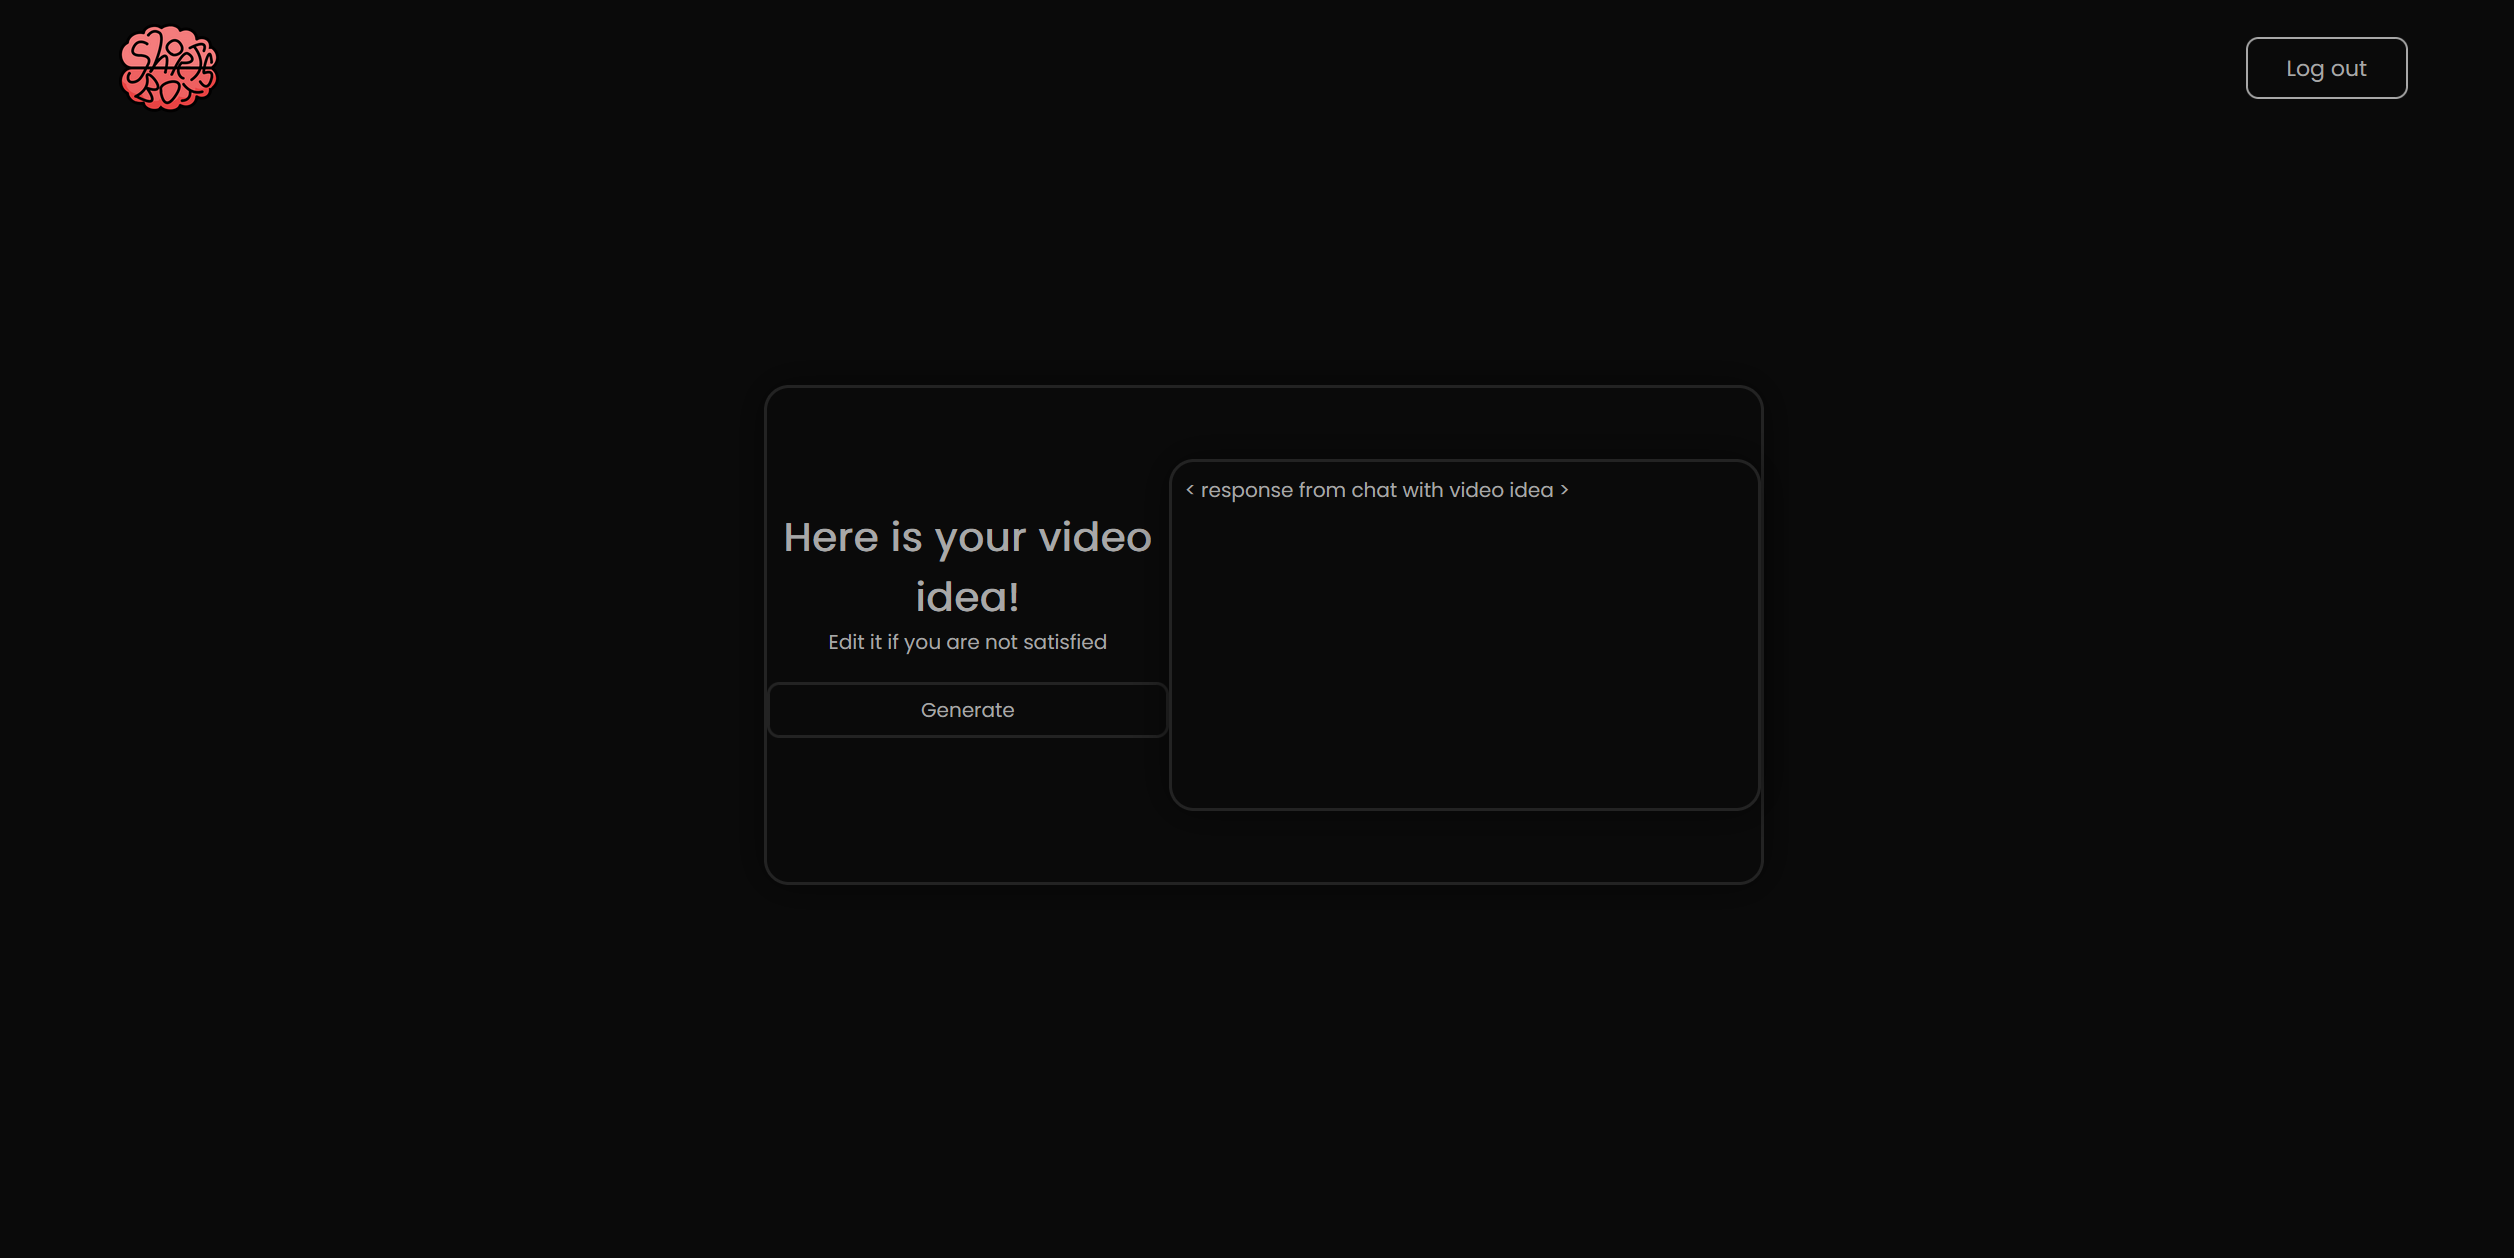 Log out
Here is your video
idea!
Edit it if you are not satisfied
Generate
< response from chat with video idea >